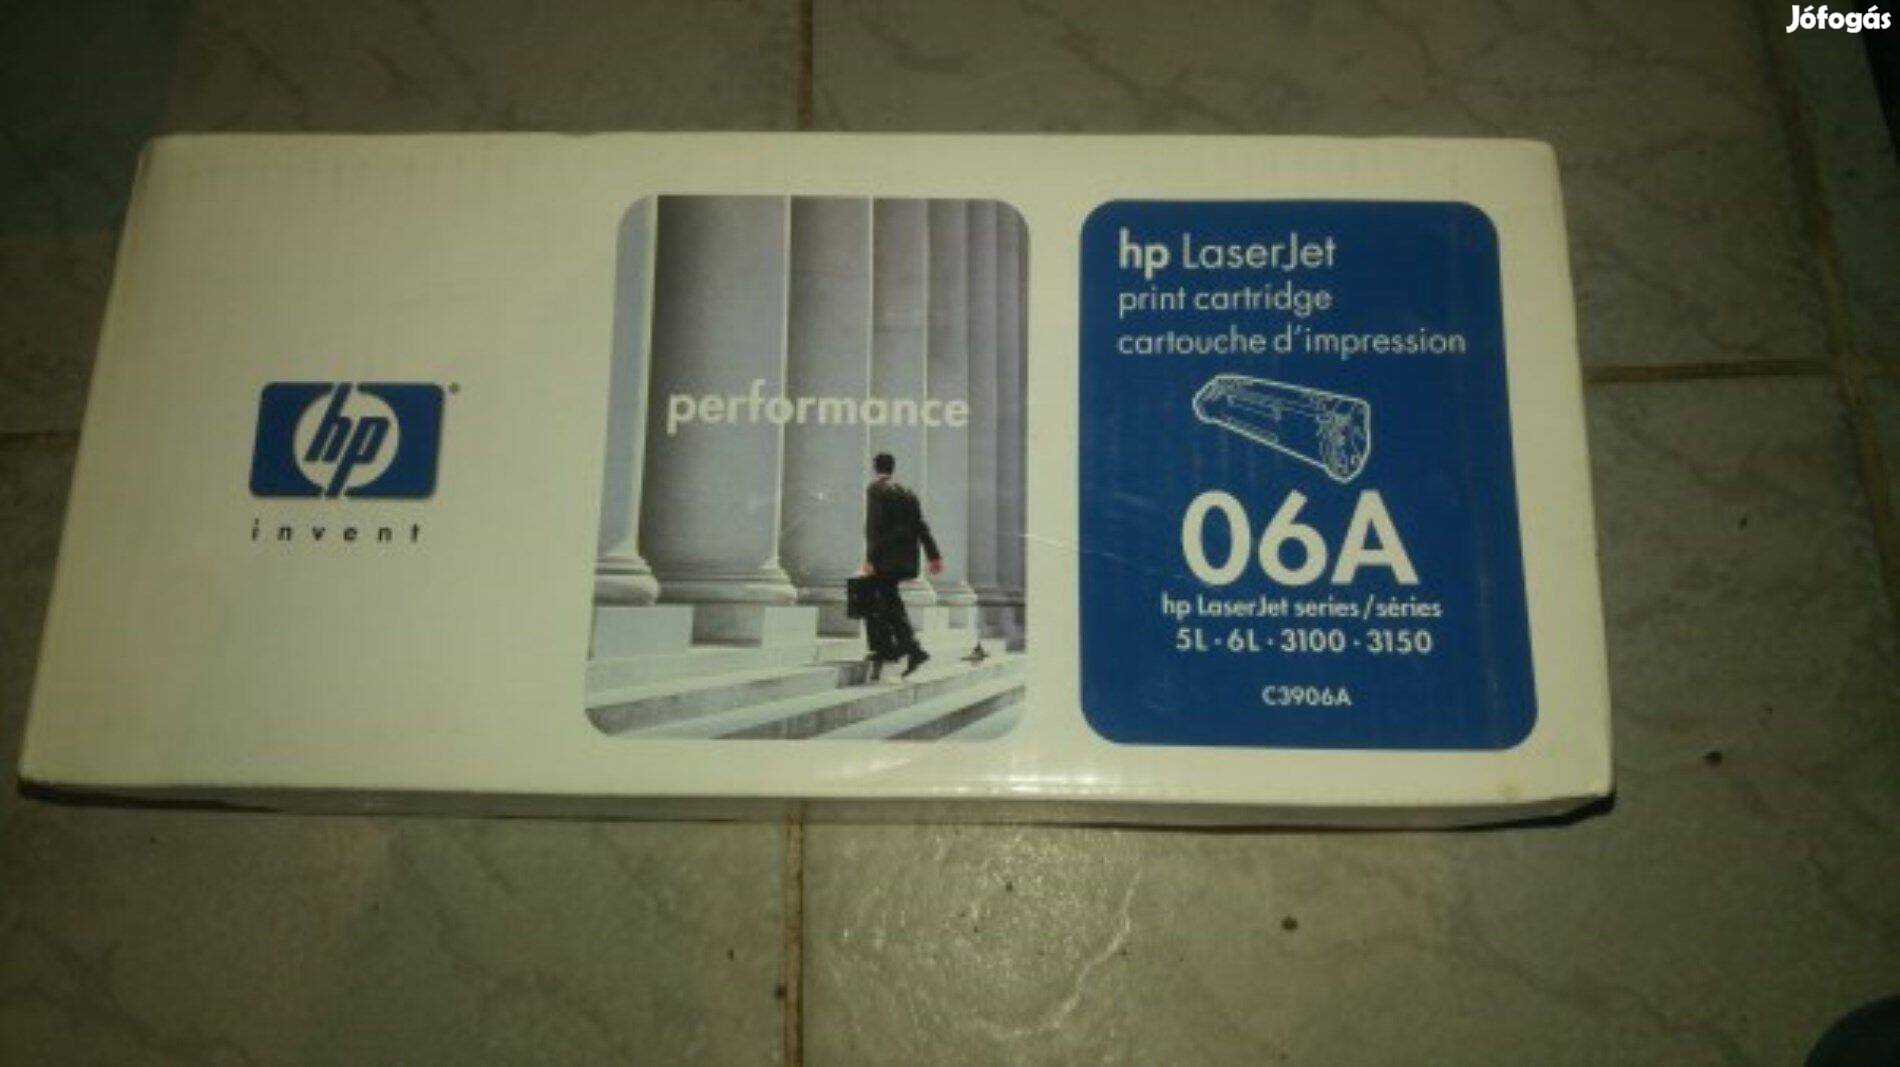 Jófogás
hp
invent
performance
hp LaserJet
print cartridge
cartouche d'impression
06A
hp LaserJet series/séries
5L · 6L · 3100 · 3150
C3906A